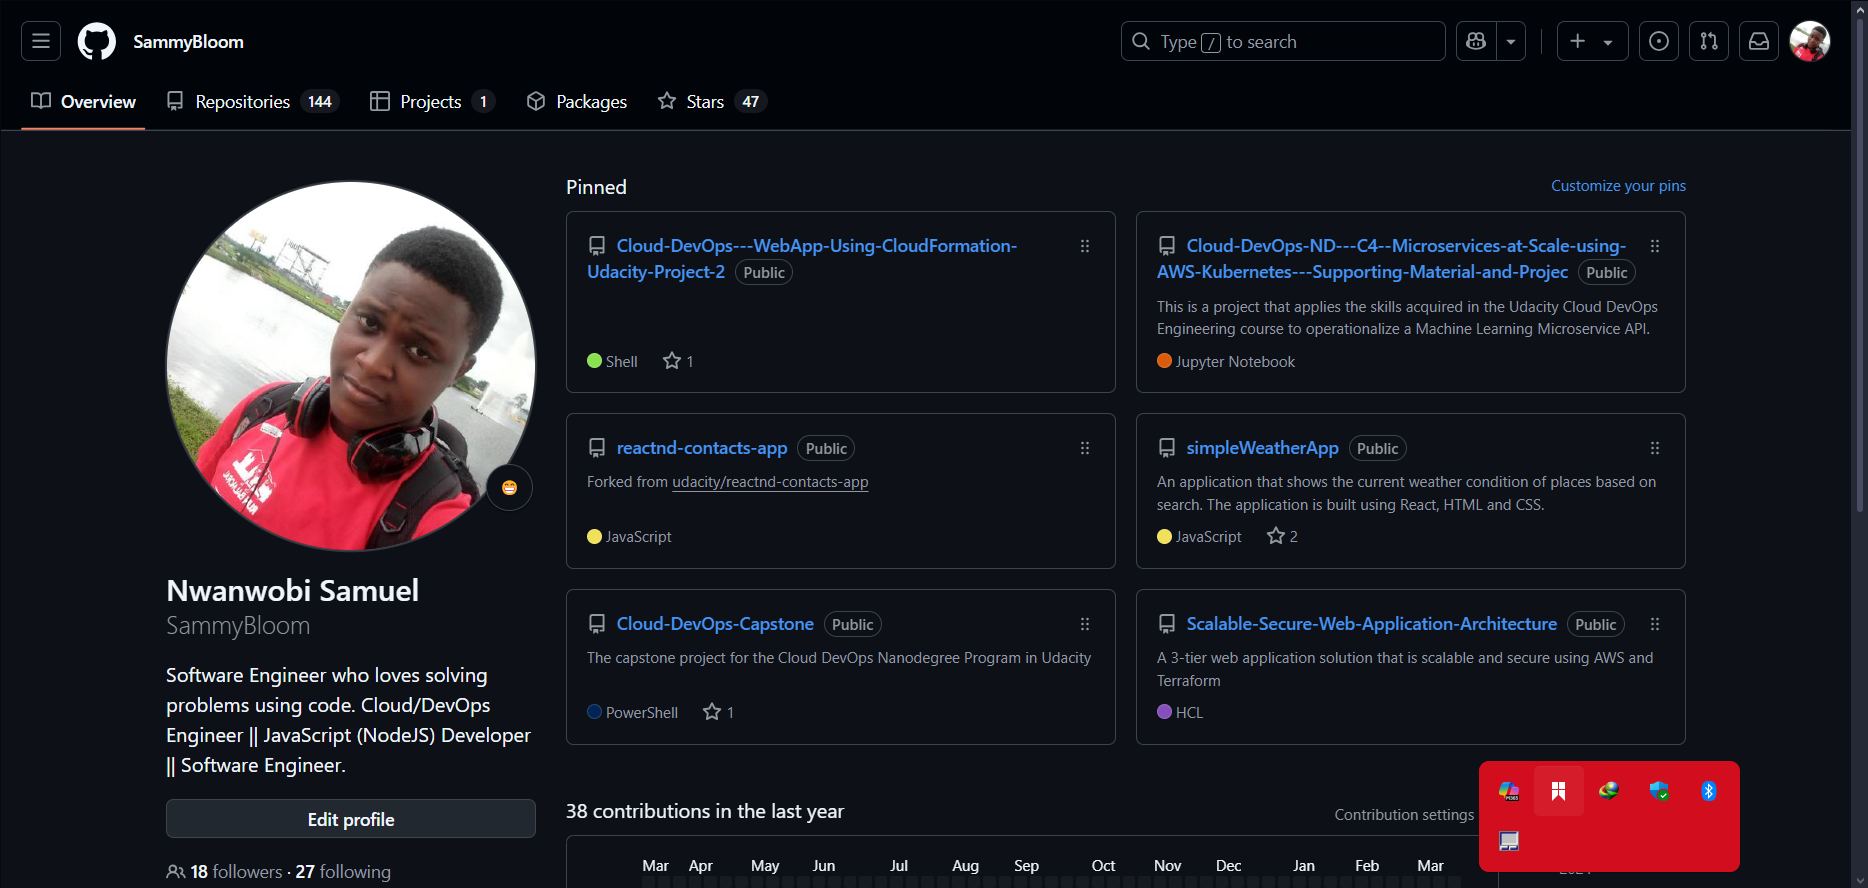 SammyBloom
Type / to search
Overview
Repositories 144
Projects 1
Packages
Stars 47
Nwanwobi Samuel
SammyBloom
Software Engineer who loves solving
problems using code. Cloud/DevOps
Engineer || JavaScript (NodeJS) Developer
|| Software Engineer.
Edit profile
18 followers · 27 following
Pinned
Customize your pins
Cloud-DevOps---WebApp-Using-CloudFormation-
Udacity-Project-2 Public
Shell 1
Cloud-DevOps-ND---C4--Microservices-at-Scale-using-
AWS-Kubernetes---Supporting-Material-and-Projec Public
This is a project that applies the skills acquired in the Udacity Cloud DevOps
Engineering course to operationalize a Machine Learning Microservice API.
Jupyter Notebook
reactnd-contacts-app Public
Forked from udacity/reactnd-contacts-app
JavaScript
simpleWeatherApp Public
An application that shows the current weather condition of places based on
search. The application is built using React, HTML and CSS.
JavaScript 2
Cloud-DevOps-Capstone Public
The capstone project for the Cloud DevOps Nanodegree Program in Udacity
PowerShell 1
Scalable-Secure-Web-Application-Architecture Public
A 3-tier web application solution that is scalable and secure using AWS and
Terraform
HCL
38 contributions in the last year
Contribution settings
Mar Apr May Jun Jul Aug Sep Oct Nov Dec Jan Feb Mar